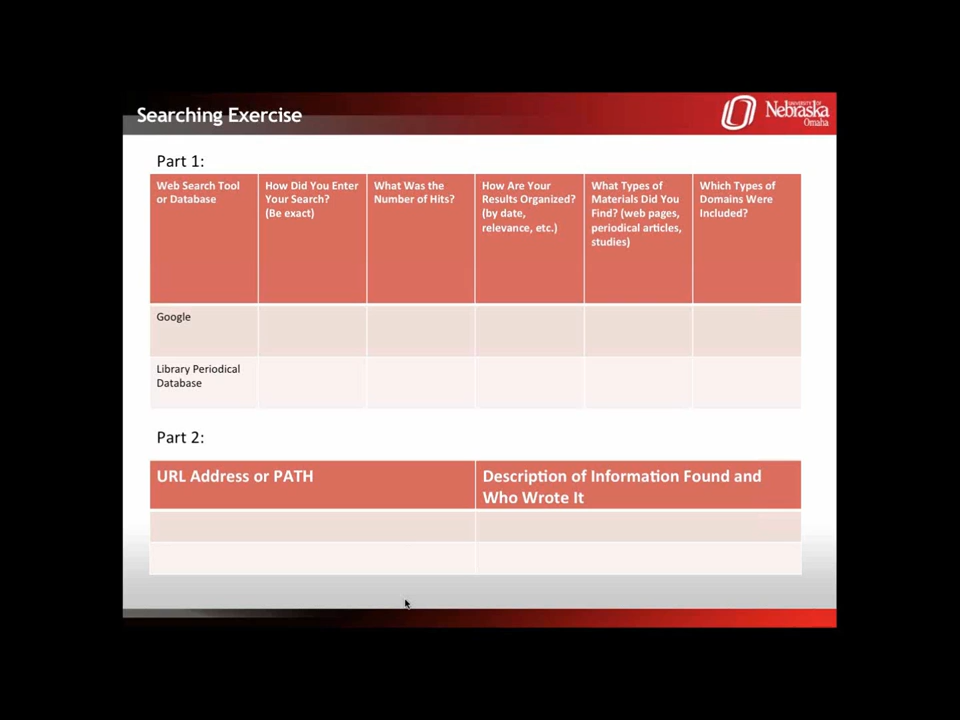 Searching Exercise
UNIVERSITY OF
Nebraska
Omaha
Part 1:
Web Search Tool
or Database
How Did You Enter
Your Search?
(Be exact)
What Was the
Number of Hits?
How Are Your
Results Organized?
(by date,
relevance, etc.)
What Types of
Materials Did You
Find? (web pages,
periodical articles,
studies)
Which Types of
Domains Were
Included?
Google
Library Periodical
Database
Part 2:
URL Address or PATH
Description of Information Found and
Who Wrote It